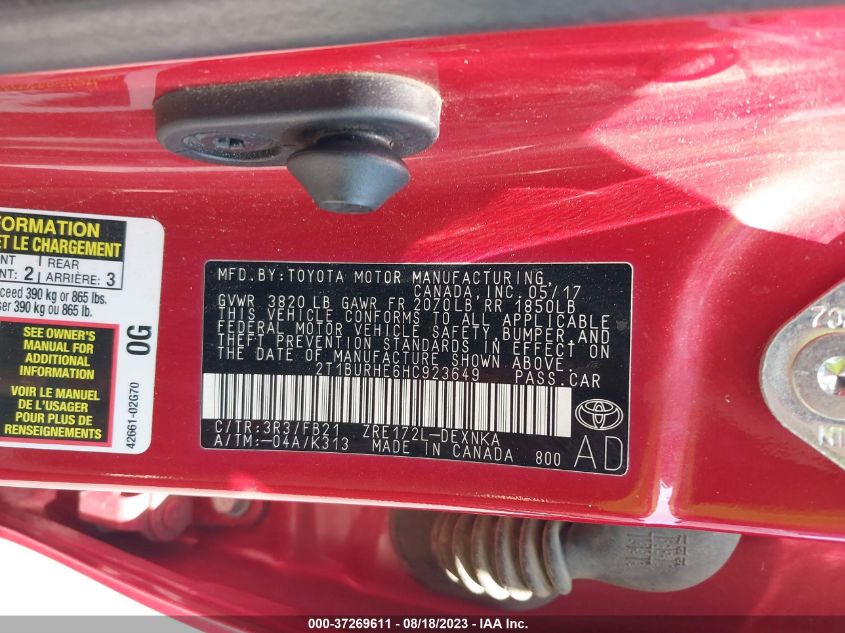 FORMATION
ET LE CHARGEMENT
NT 2 REAR
NT: ARRIÈRE: 3
ceed 390 kg or 865 lbs.
ser 390 kg ou 865 lb.
SEE OWNER'S
MANUAL FOR
ADDITIONAL
INFORMATION
VOIR LE MANUEL
DE L'USAGER
POUR PLUS DE
RENSEIGNEMENTS
0G
42661-02G70
MFD.BY:TOYOTA MOTOR MANUFACTURING,
CANADA,INC.05/17
GVWR 3820 LB GAWR FR 2070LB RR 1850LB
THIS VEHICLE CONFORMS TO ALL APPLICABLE
FEDERAL MOTOR VEHICLE SAFETY,BUMPER,AND
THEFT PREVENTION STANDARDS IN EFFECT ON
THE DATE OF MANUFACTURE SHOWN ABOVE.
2T1BURHE6HC923649 PASS.CAR
C/TR:3R3/FB21 ZRE172L-DEXNKA
A/TM:-04A/K313 MADE IN CANADA 800
AD
000-37269611 - 08/18/2023 - IAA Inc.